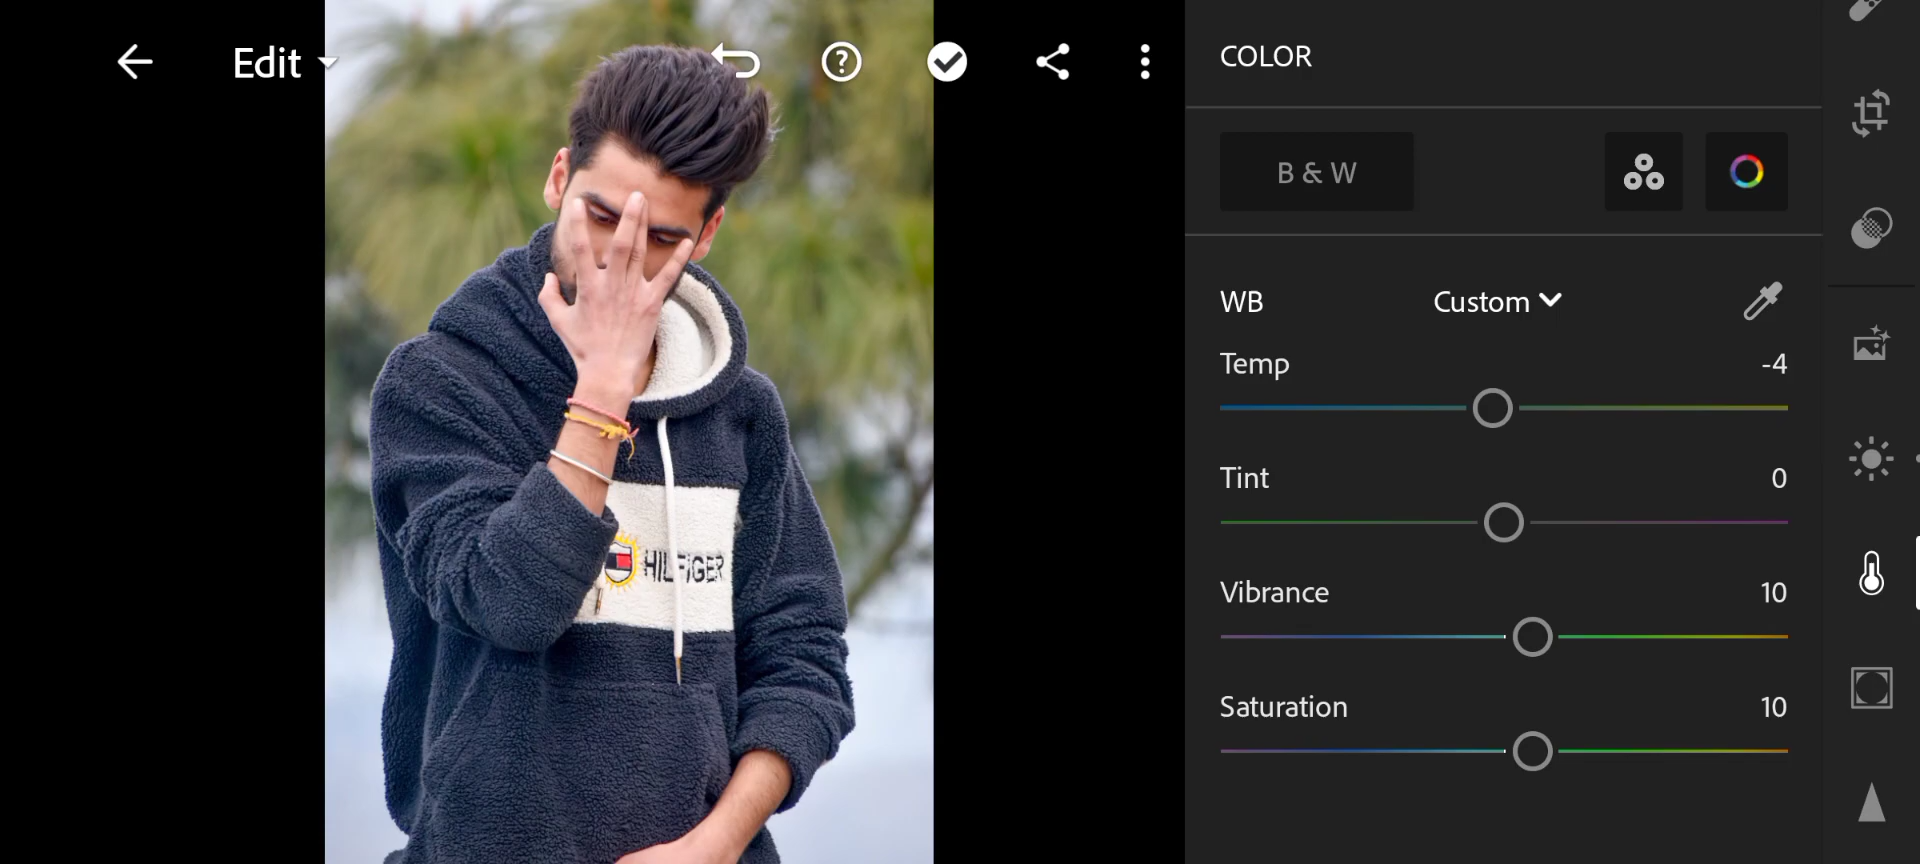 Edit
HILFIGER
COLOR
B & W
WB
Custom
Temp
-4
Tint
0
Vibrance
10
Saturation
10